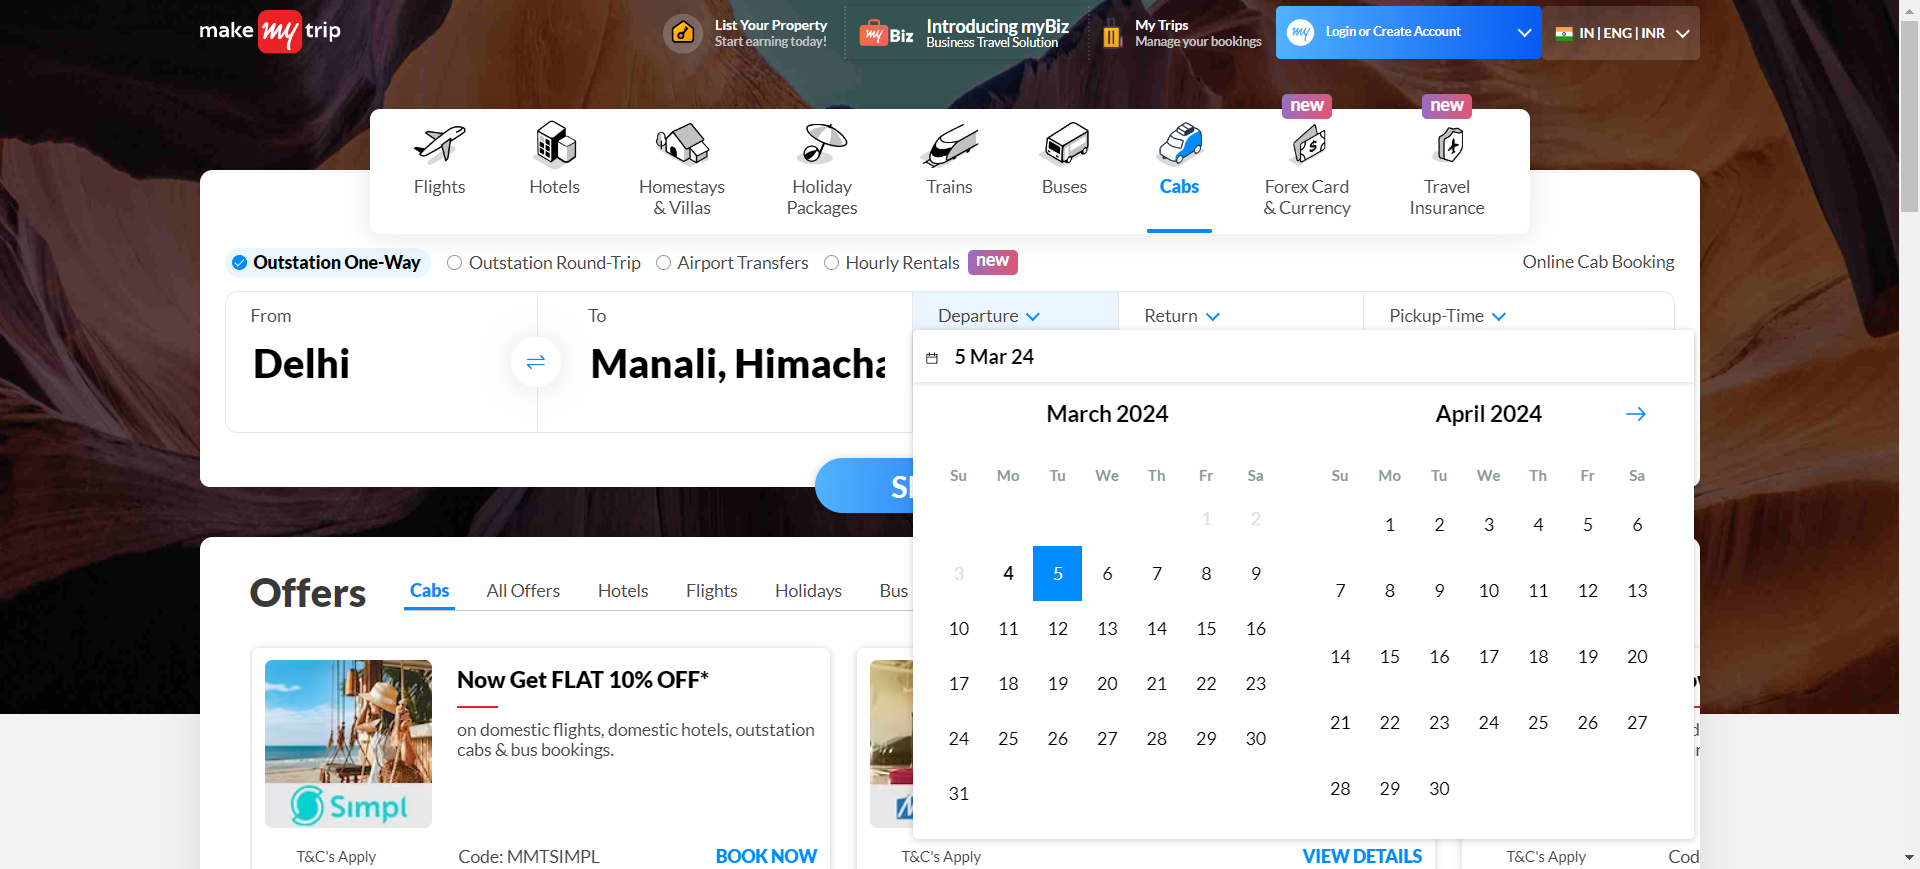 make my trip
List Your Property
Start earning today!
my Biz
Introducing myBiz
Business Travel Solution
My Trips
Manage your bookings
my
Login or Create Account
IN | ENG | INR
new
new
Flights
Hotels
Homestays
& Villas
Holiday
Packages
Trains
Buses
Cabs
Forex Card
& Currency
Travel
Insurance
Outstation One-Way
Outstation Round-Trip
Airport Transfers
Hourly Rentals
new
Online Cab Booking
From
To
Departure
Return
Pickup-Time
Delhi
Manali, Himacha
5 Mar 24
March 2024
April 2024
Su Mo Tu We Th Fr Sa
1 2
3 4 5 6 7 8 9
10 11 12 13 14 15 16
17 18 19 20 21 22 23
24 25 26 27 28 29 30
31
Su Mo Tu We Th Fr Sa
1 2 3 4 5 6
7 8 9 10 11 12 13
14 15 16 17 18 19 20
21 22 23 24 25 26 27
28 29 30
Offers
Cabs
All Offers
Hotels
Flights
Holidays
Bus
Now Get FLAT 10% OFF*
on domestic flights, domestic hotels, outstation
cabs & bus bookings.
Simpl
T&C's Apply
Code: MMTSIMPL
BOOK NOW
T&C's Apply
VIEW DETAILS
T&C's Apply
Cod